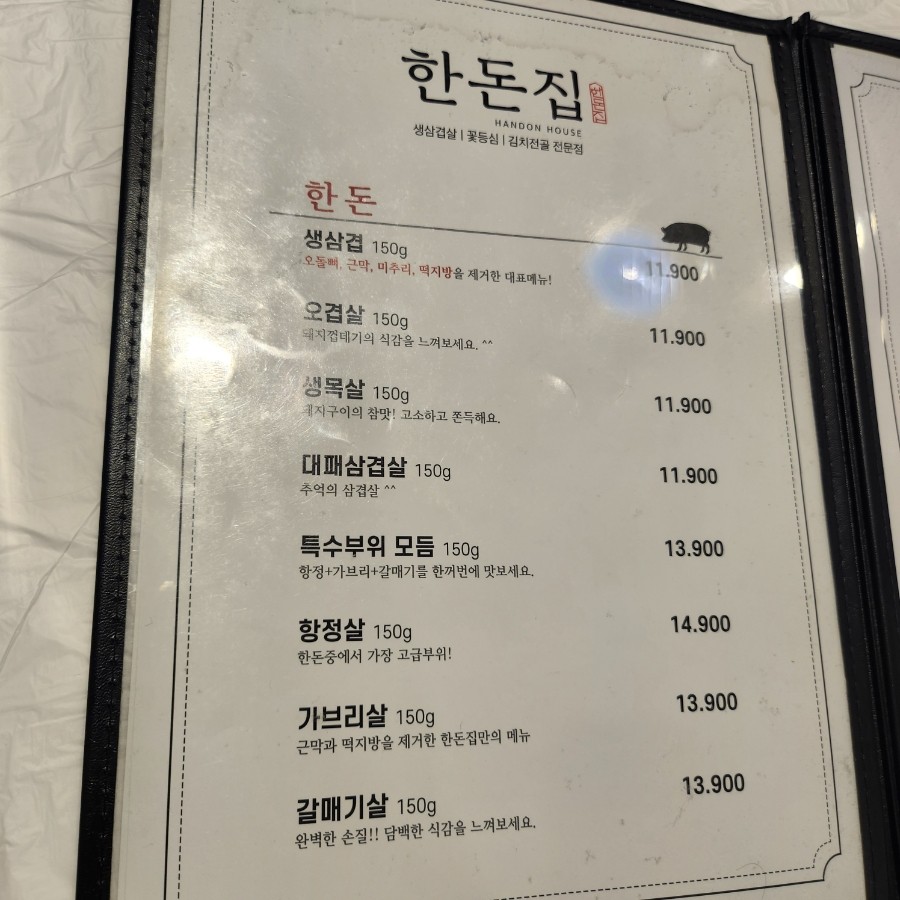 한돈집
한돈집
HANDON HOUSE
생삼겹살 | 꽃등심 | 김치전골 전문점
한돈
생삼겹 150g
11.900
오돌뼈, 근막, 미추리, 떡지방을 제거한 대표메뉴!
오겹살 150g
11.900
돼지껍데기의 식감을 느껴보세요. ^^
생목살 150g
11.900
돼지구이의 참맛! 고소하고 쫀득해요.
대패삼겹살 150g
11.900
추억의 삼겹살 ^^
특수부위 모듬 150g
13.900
항정+가브리+갈매기를 한꺼번에 맛보세요.
항정살 150g
14.900
한돈중에서 가장 고급부위!
가브리살 150g
13.900
근막과 떡지방을 제거한 한돈집만의 메뉴
갈매기살 150g
13.900
완벽한 손질!! 담백한 식감을 느껴보세요.